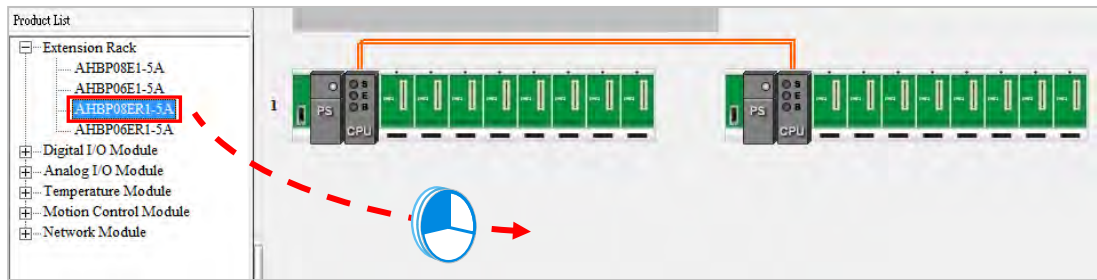 Product List
Extension Rack
AHBP08E1-5A
AHBP06E1-5A
AHBP08ER1-5A
AHBP06ER1-5A
Digital I/O Module
Analog I/O Module
Temperature Module
Motion Control Module
Network Module
1
PS
S
E
B
CPU
PS
S
E
B
CPU